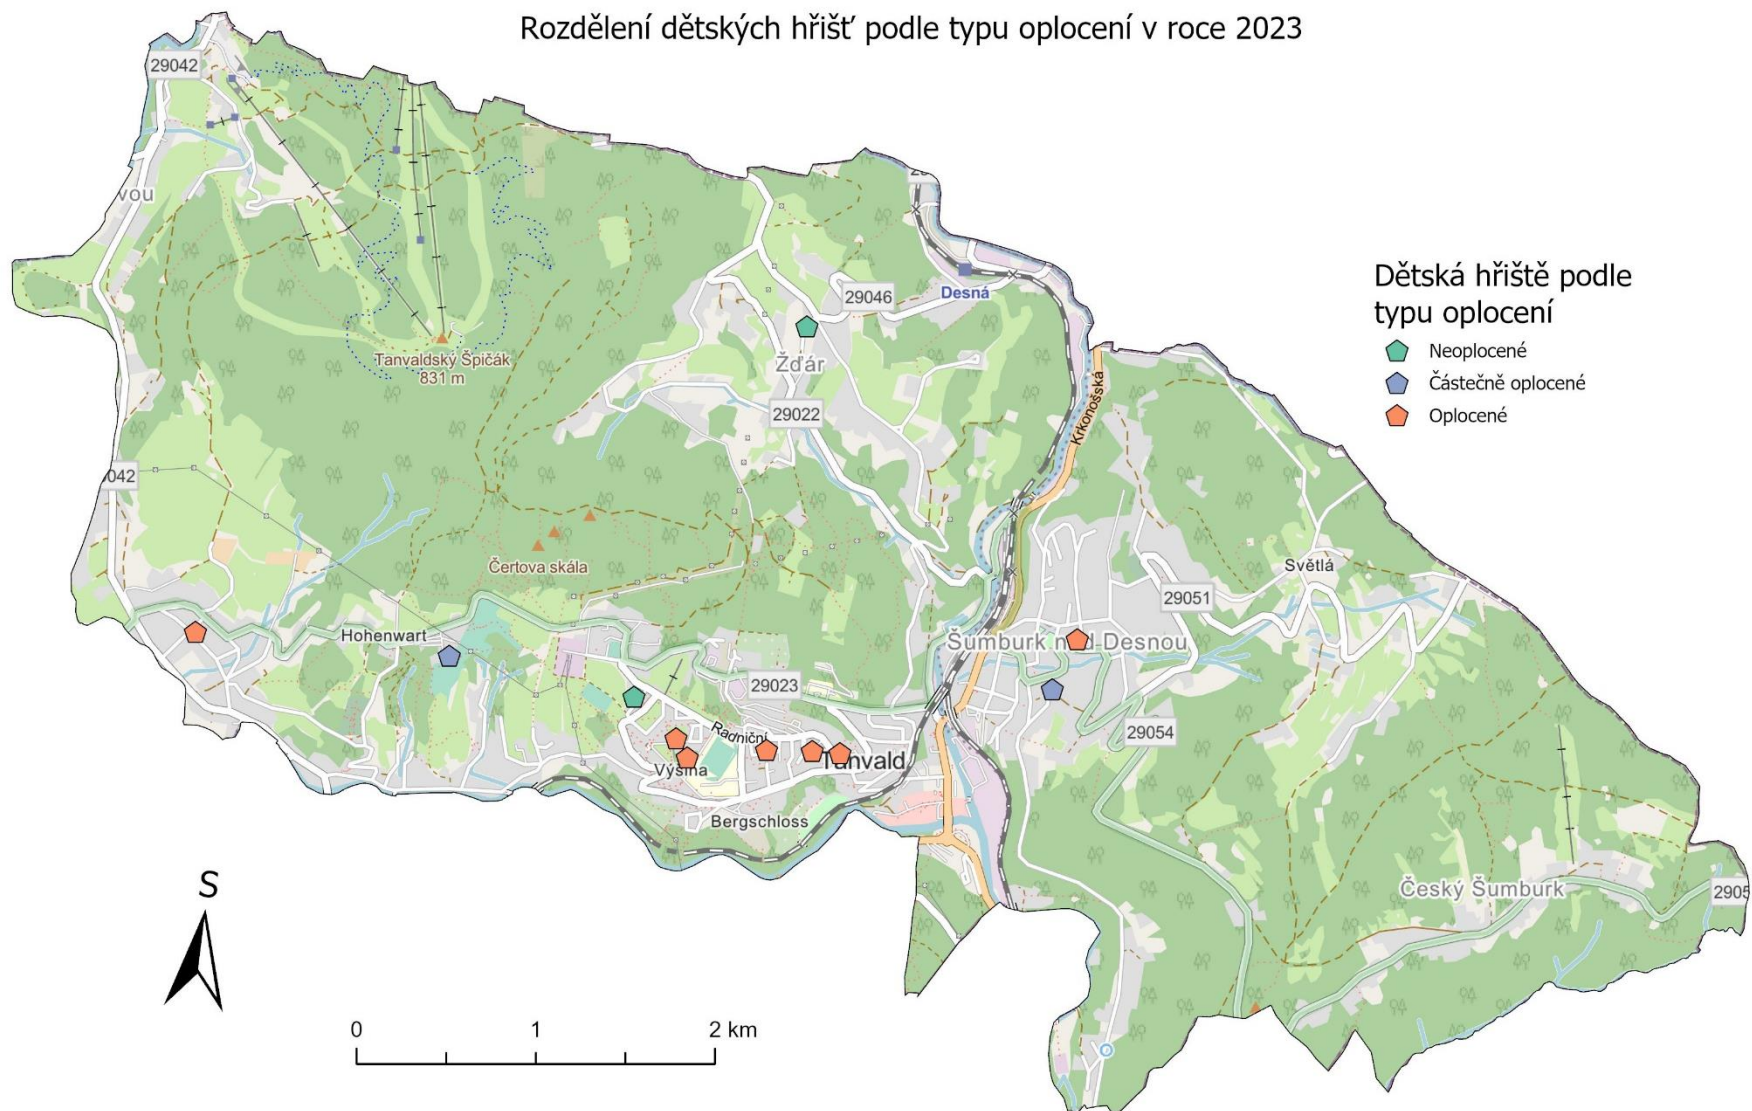 Rozdělení dětských hřišť podle typu oplocení v roce 2023
29042
vou
Desná
29046
Dětská hřiště podle
typu oplocení
Neoplocené
Částečně oplocené
Oplocené
Tanvaldský Špičák
831 m
Žďár
29022
Krkonošská
042
Čertova skála
Světlá
29051
Hohenwart
Šumburk nad Desnou
29023
29054
Radniční
Výšina
Tanvald
Bergschloss
Český Šumburk
2905
S
0 1 2 km